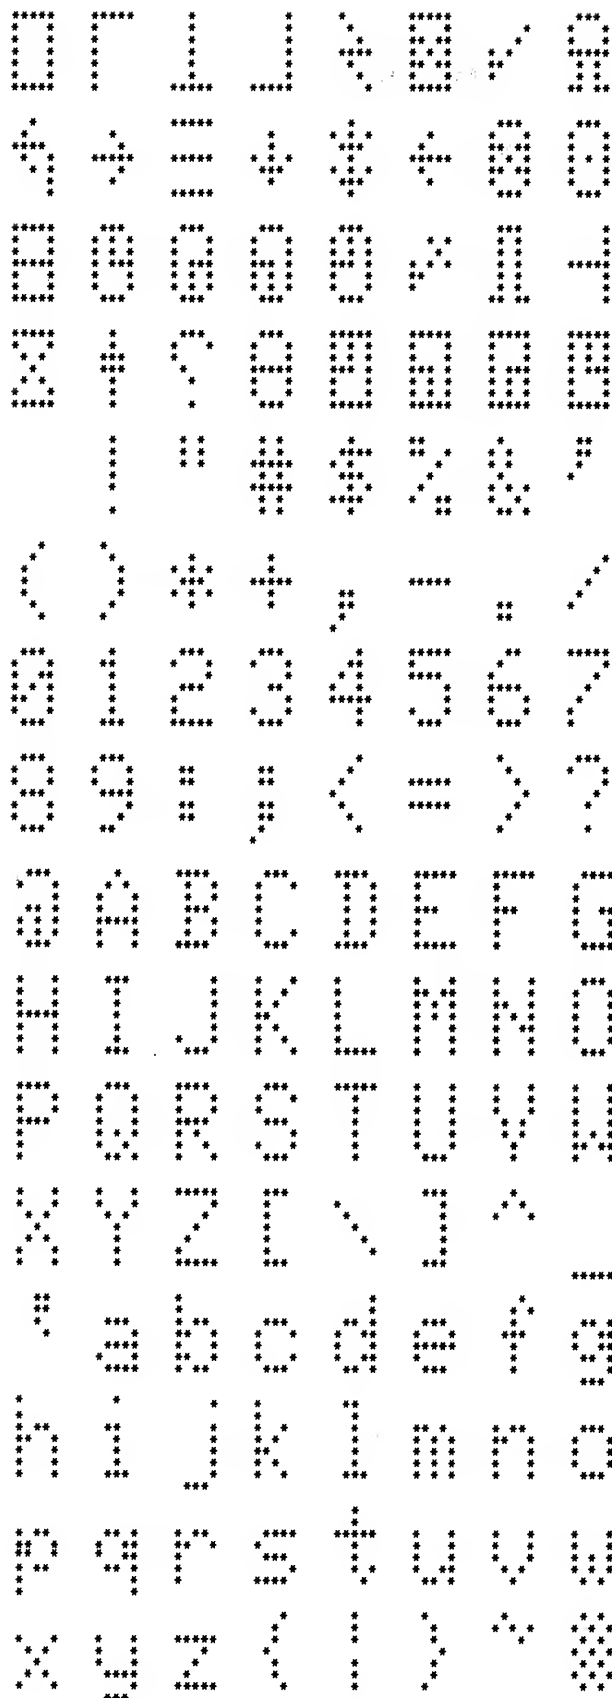 ! " # $ % & '
( ) * + , - . /
0 1 2 3 4 5 6 7
8 9 : ; < = > ?
@ A B C D E F G
H I J K L M N O
P Q R S T U V W
X Y Z [ \ ] ^ _
` a b c d e f g
h i j k l m n o
p q r s t u v w
x y z { | } ~